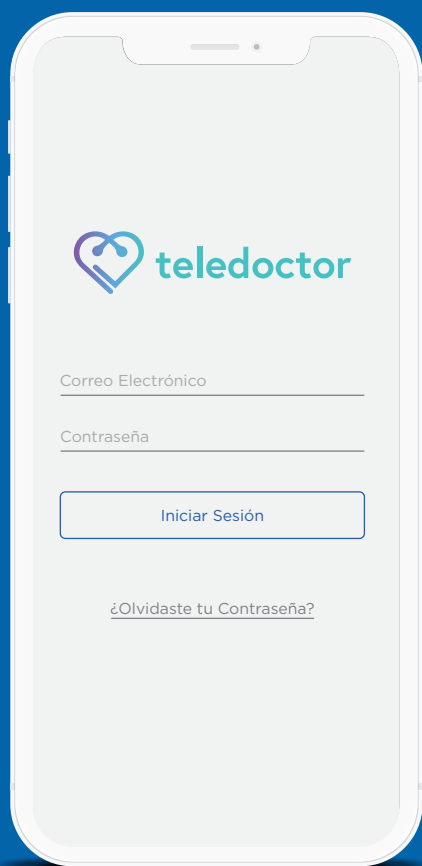 teledoctor
Correo Electrónico
Contraseña
Iniciar Sesión
¿Olvidaste tu Contraseña?